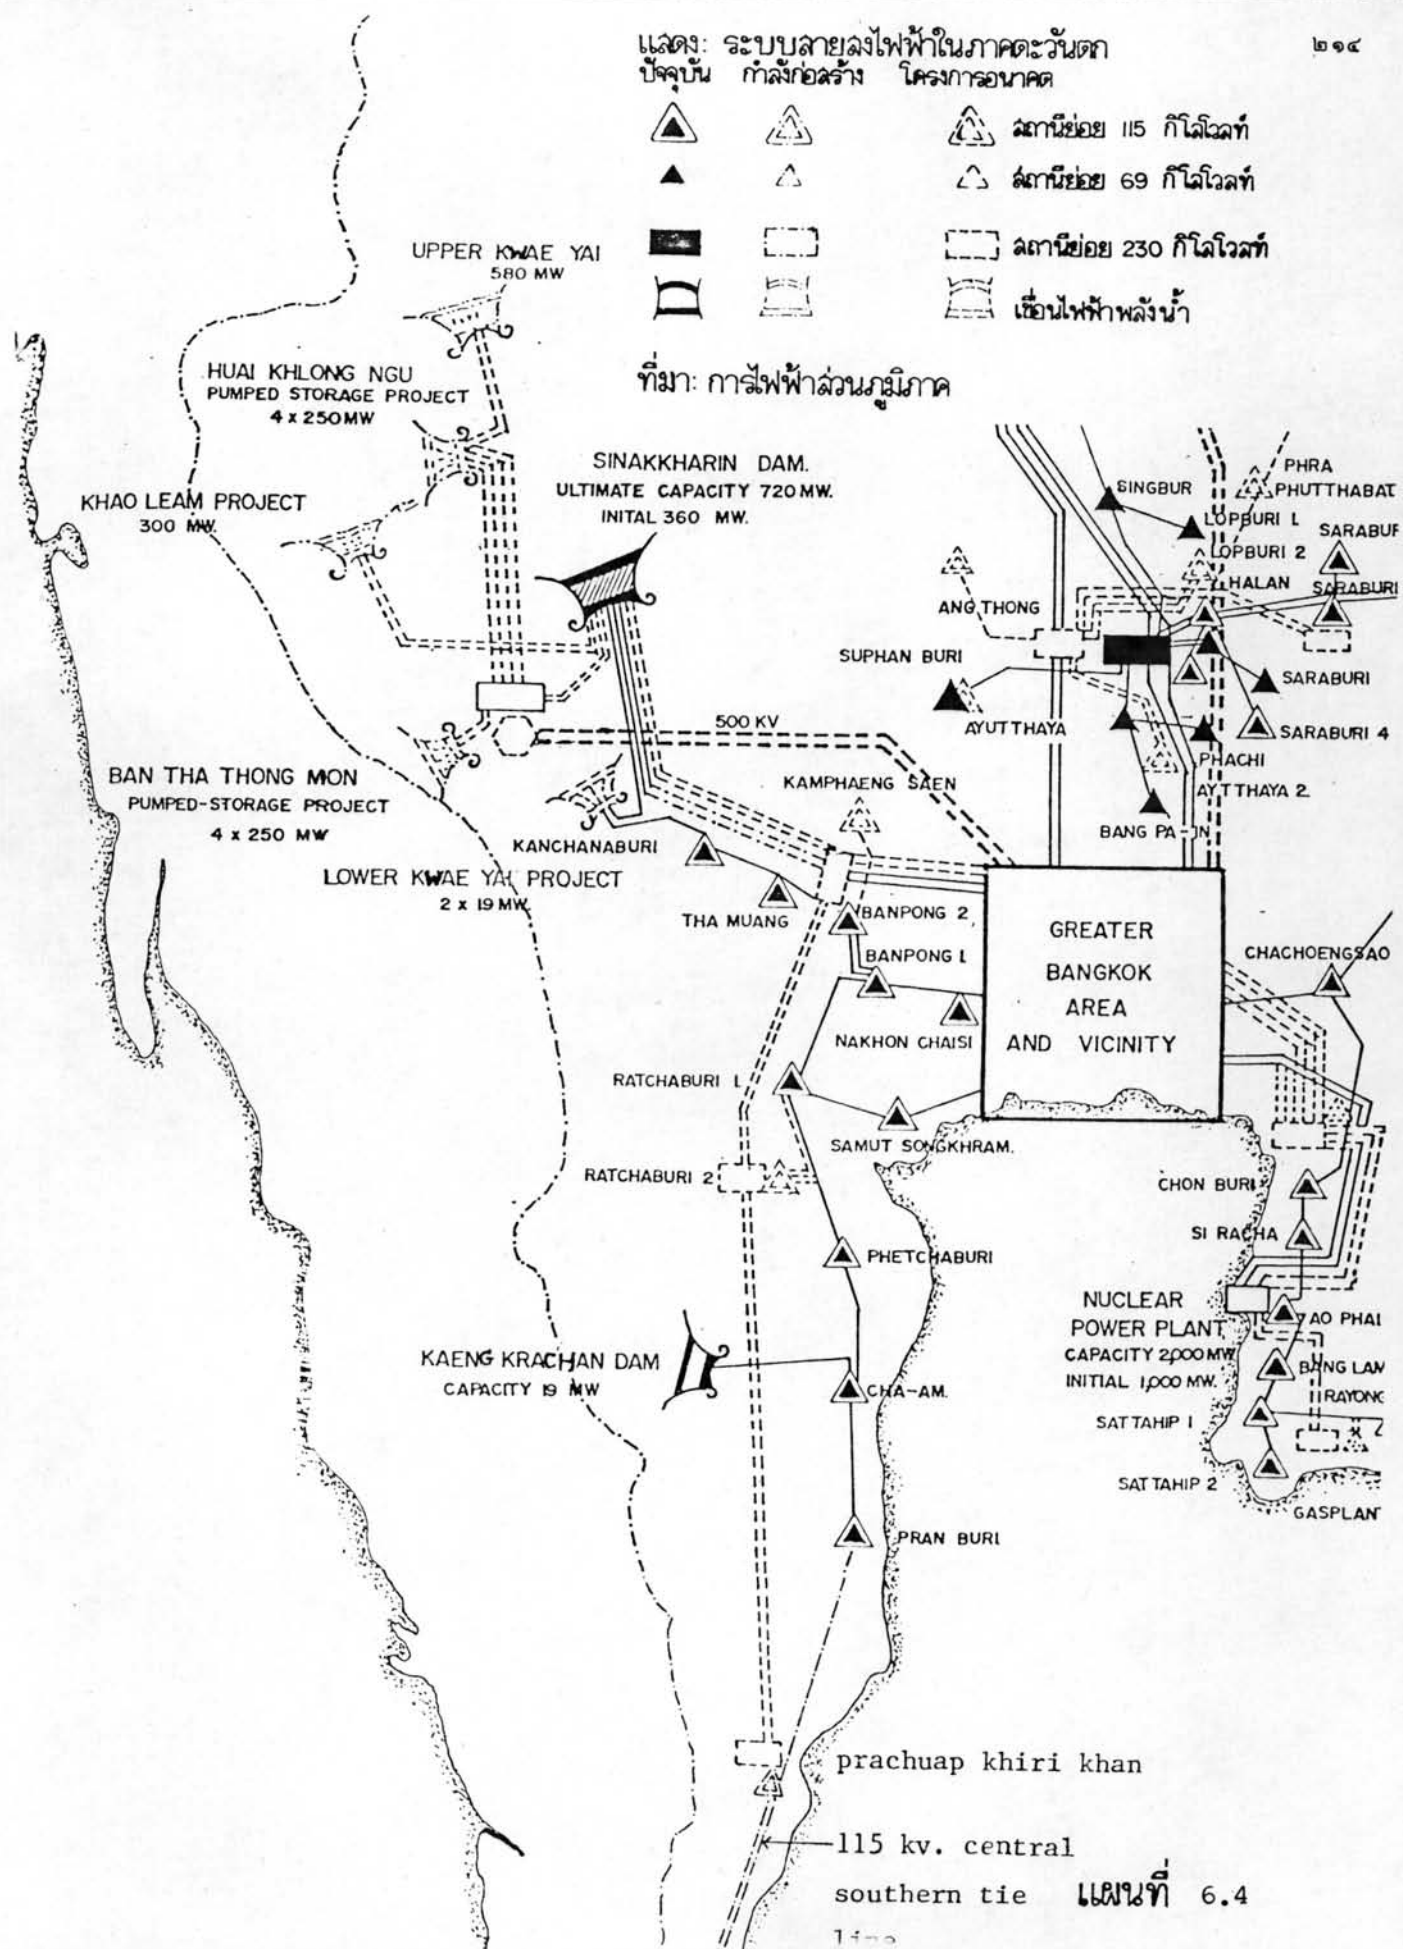 แสดง: ระบบสายส่งไฟฟ้าในภาคตะวันตก
๒๑๔
ปัจจุบัน กำลังก่อสร้าง โครงการอนาคต
สถานีย่อย 115 กิโลโวลท์
สถานีย่อย 69 กิโลโวลท์
สถานีย่อย 230 กิโลโวลท์
เขื่อนไฟฟ้าพลังน้ำ
ที่มา: การไฟฟ้าส่วนภูมิภาค
UPPER KWAE YAI
580 MW
HUAI KHLONG NGU
PUMPED STORAGE PROJECT
4 x 250MW
SINAKKHARIN DAM.
ULTIMATE CAPACITY 720MW.
INITAL 360 MW.
KHAO LEAM PROJECT
300 MW.
PHRA
PHUTTHABAT
SINGBUR
LOPBURI 1.
SARABUR
LOPBURI 2
HALAN
SARABURI
ANG THONG
SUPHAN BURI
SARABURI
500 KV
AYUTTHAYA
SARABURI 4
PHACHI
BAN THA THONG MON
PUMPED-STORAGE PROJECT
4 x 250 MW
KAMPHAENG SAEN
AYTTHAYA 2.
BANG PA-IN
KANCHANABURI
LOWER KWAE YAI PROJECT
2 x 19 MW.
THA MUANG
BANPONG 2,
BANPONG 1.
GREATER
BANGKOK
AREA
AND VICINITY
CHACHOENGSAO
NAKHON CHAISI
RATCHABURI 1.
SAMUT SONGKHRAM.
RATCHABURI 2
CHON BURI
SI RACHA
PHETCHABURI
NUCLEAR
POWER PLANT
CAPACITY 2,000 MW
INITIAL 1,000 MW.
AO PHAI
BANG LAM
RAYONG
2
KAENG KRACHAN DAM
CAPACITY 19 MW
CHA-AM.
SATTAHIP 1
SATTAHIP 2
GASPLANT
PRAN BURI
prachuap khiri khan
115 kv. central
southern tie
line
แผนที่ 6.4